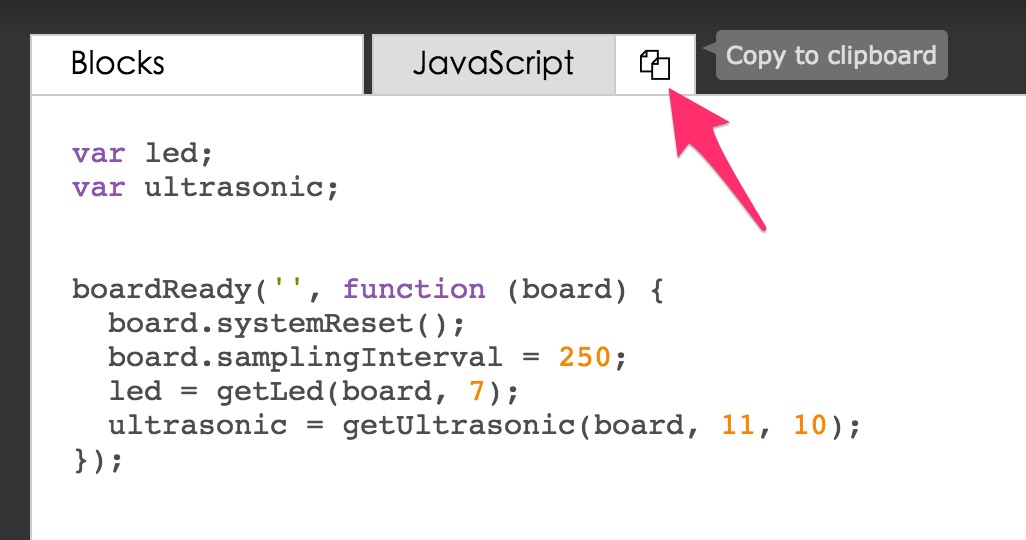 Blocks
JavaScript
Copy to clipboard
var led;
var ultrasonic;
boardReady('', function (board) {
  board.systemReset();
  board.samplingInterval = 250;
  led = getLed(board, 7);
  ultrasonic = getUltrasonic(board, 11, 10);
});